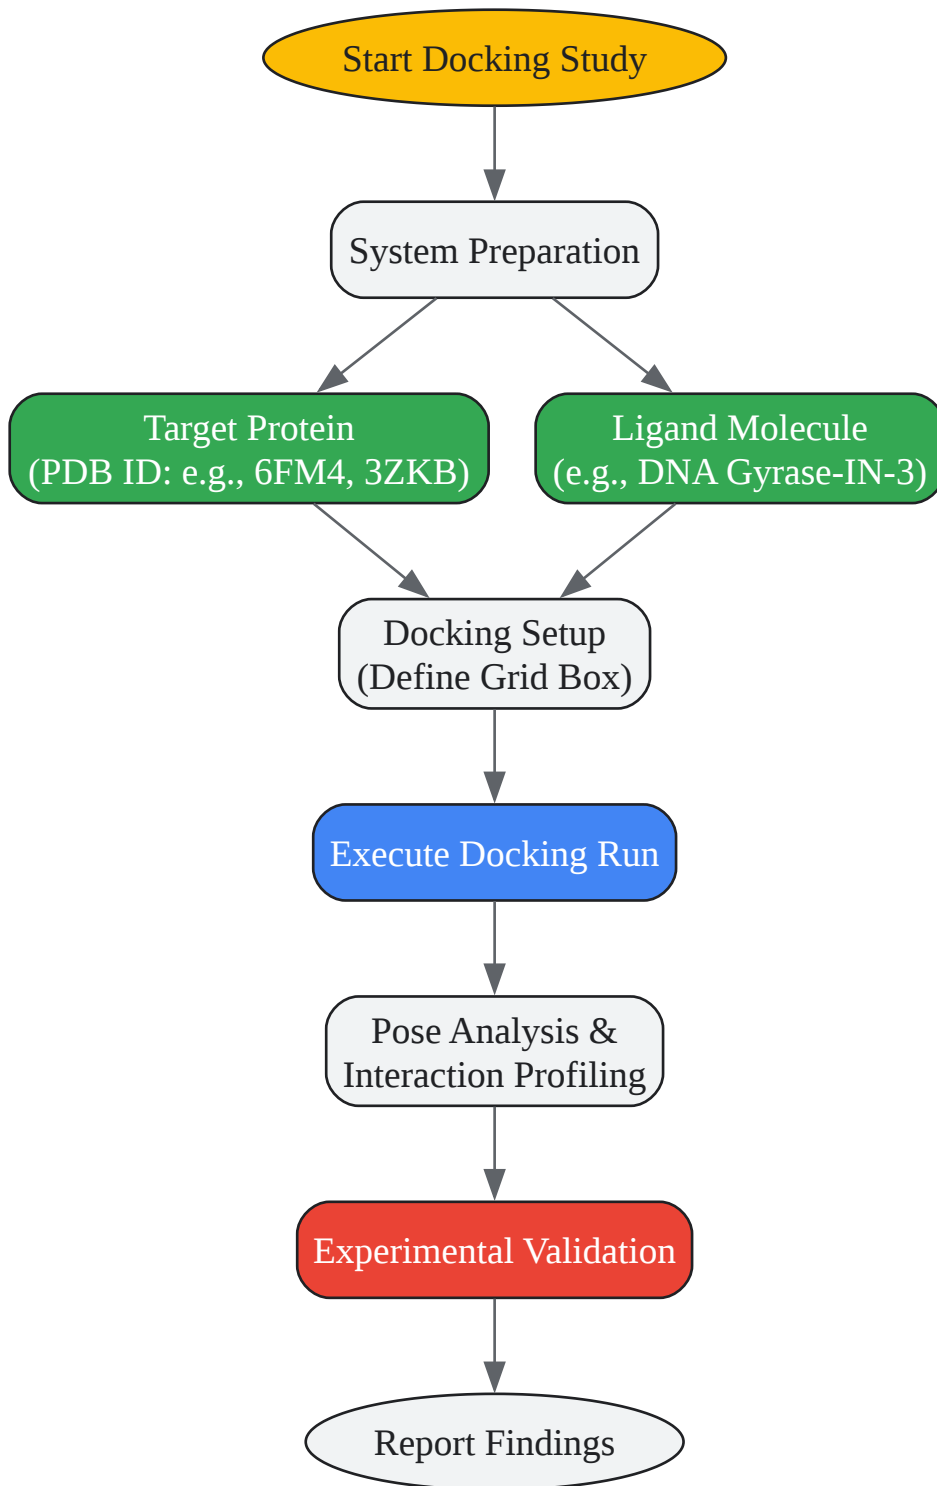 Start Docking Study
System Preparation
Target Protein
(PDB ID: e.g., 6FM4, 3ZKB)
Ligand Molecule
(e.g., DNA Gyrase-IN-3)
Docking Setup
(Define Grid Box)
Execute Docking Run
Pose Analysis &
Interaction Profiling
Experimental Validation
Report Findings